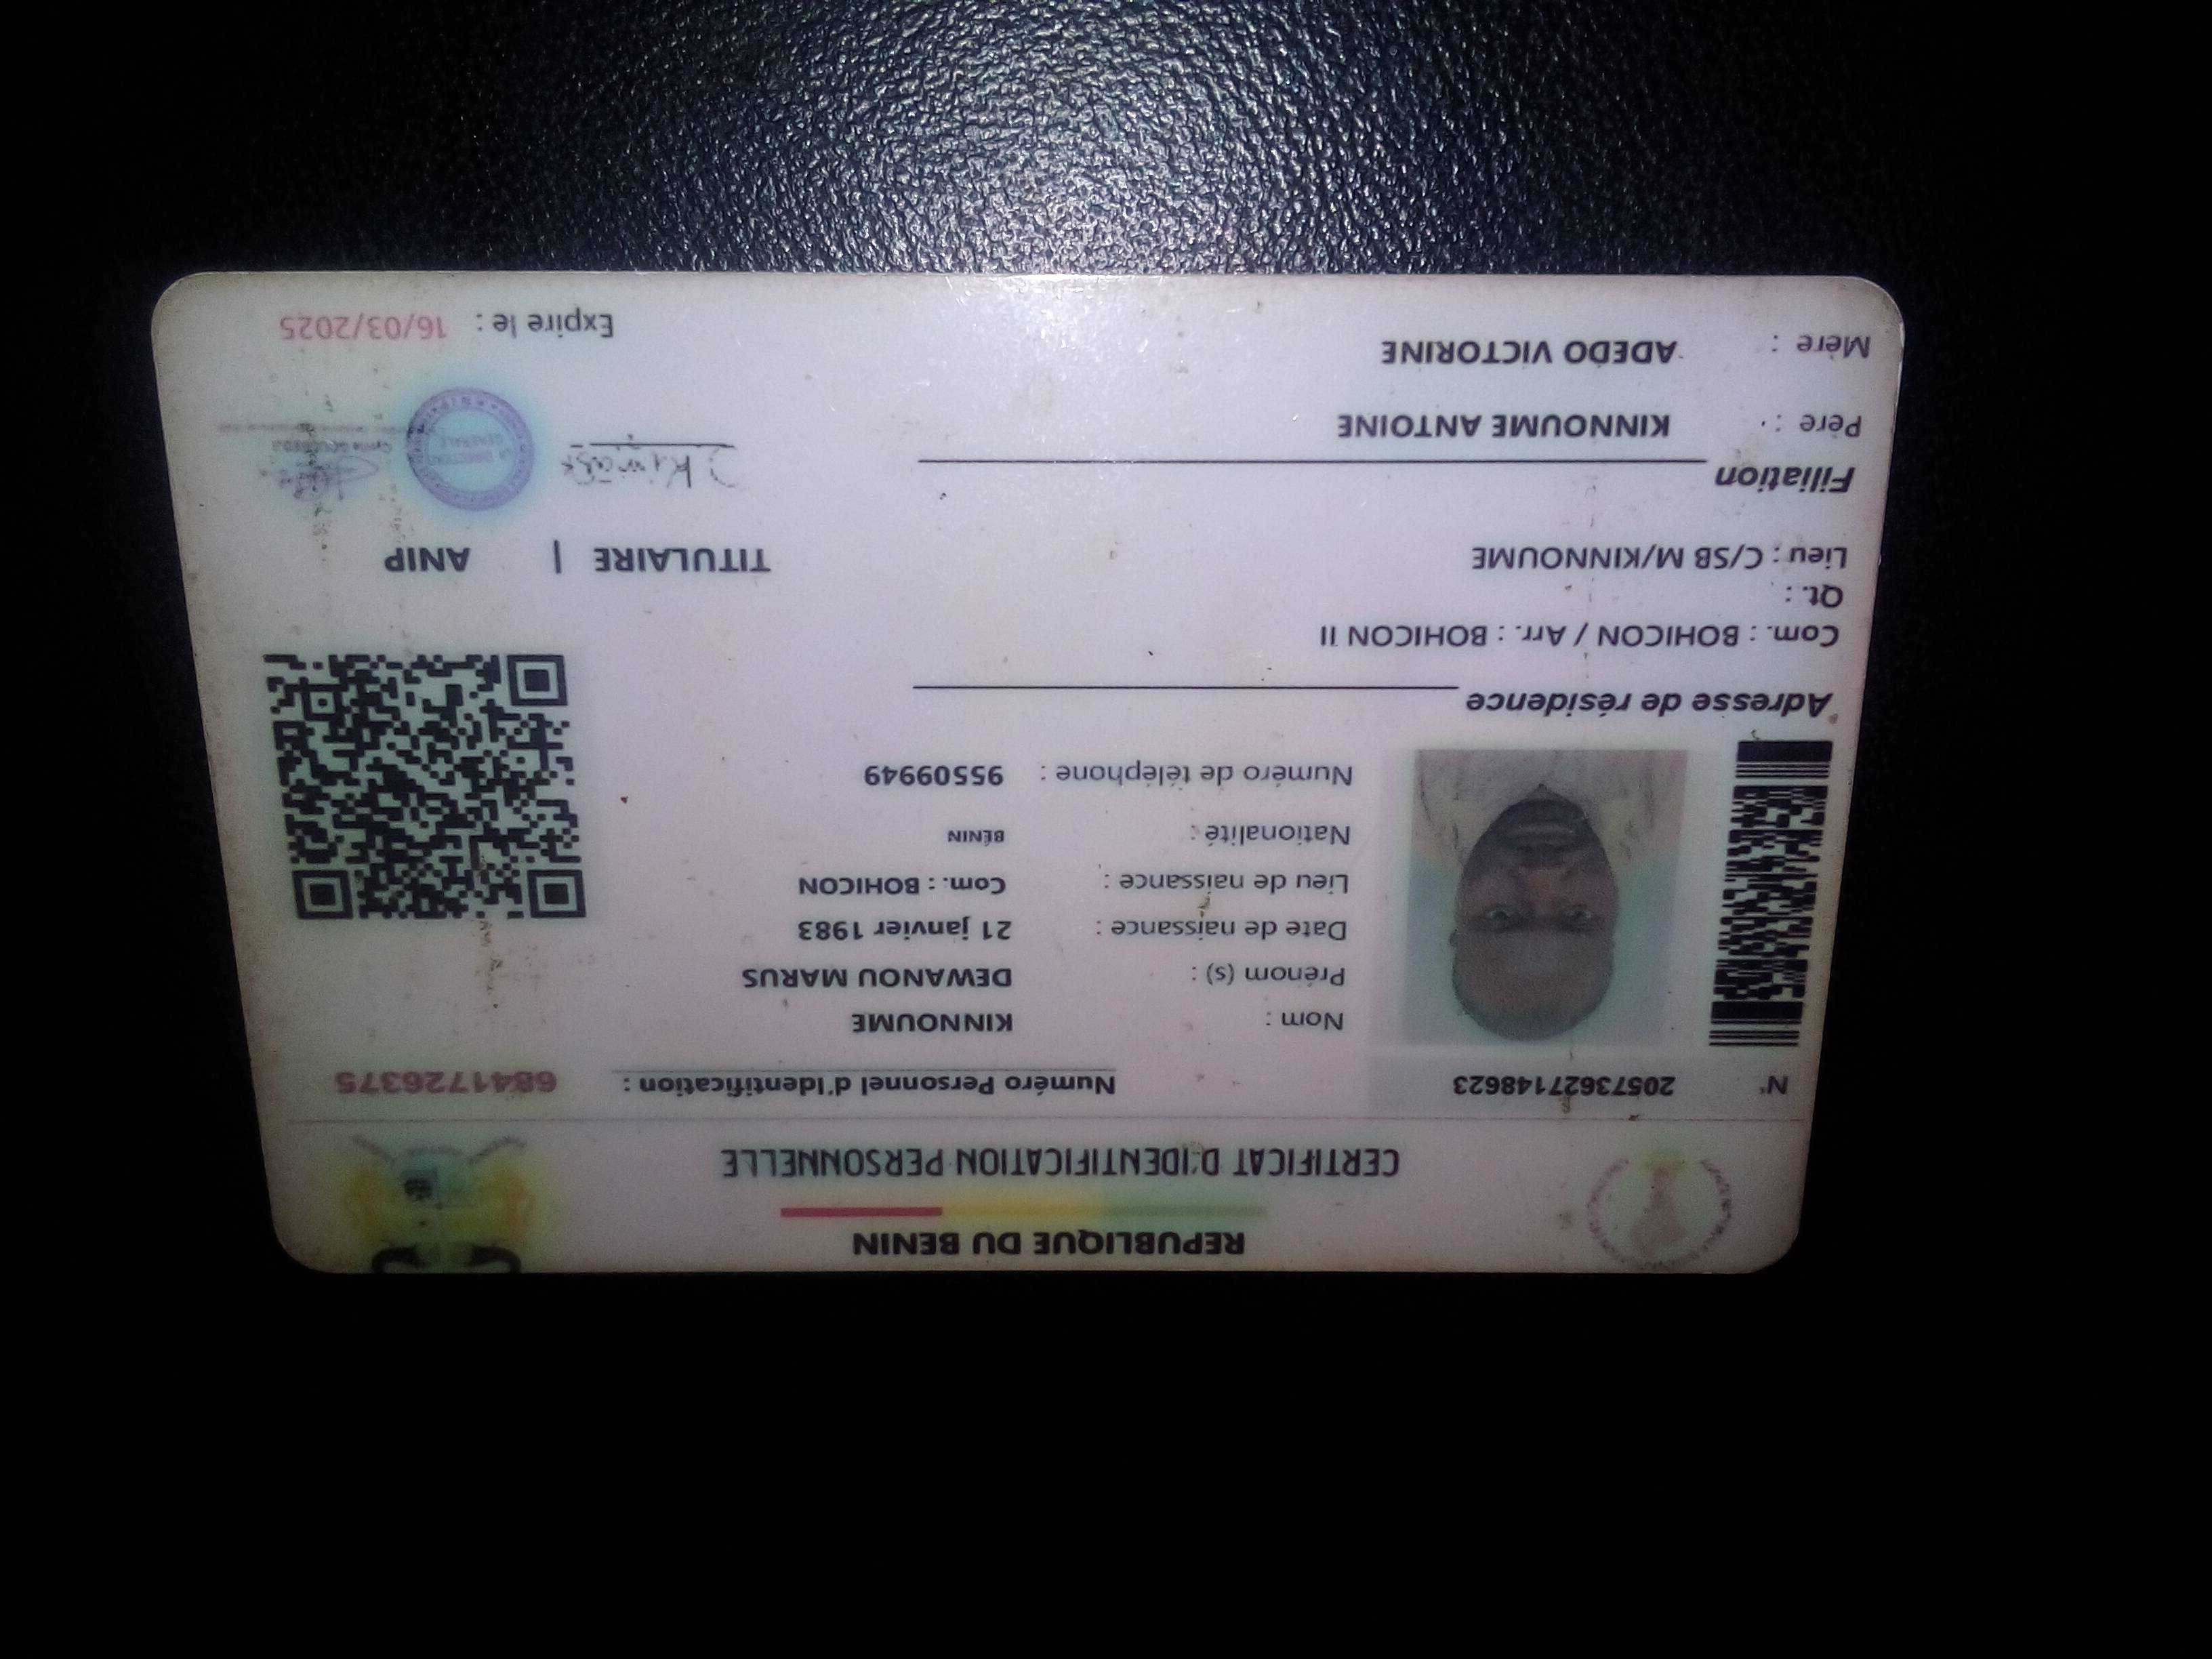 REPUBLIQUE DU BENIN
CERTIFICAT D'IDENTIFICATION PERSONNELLE
N° 20573627148623
Numéro Personnel d'Identification : 6841726375
Nom : KINNOUME
Prénom (s) : DEWANOU MARUS
Date de naissance : 21 janvier 1983
Lieu de naissance : Com. : BOHICON
Nationalité : BÉNIN
Numéro de téléphone : 95509949
Adresse de résidence
Com. : BOHICON / Arr. : BOHICON II
Qt. :
Lieu : C/SB M/KINNOUME
TITULAIRE | ANIP
Filiation
Père : KINNOUME ANTOINE
Mère : ADEDO VICTORINE
Expire le : 16/03/2025